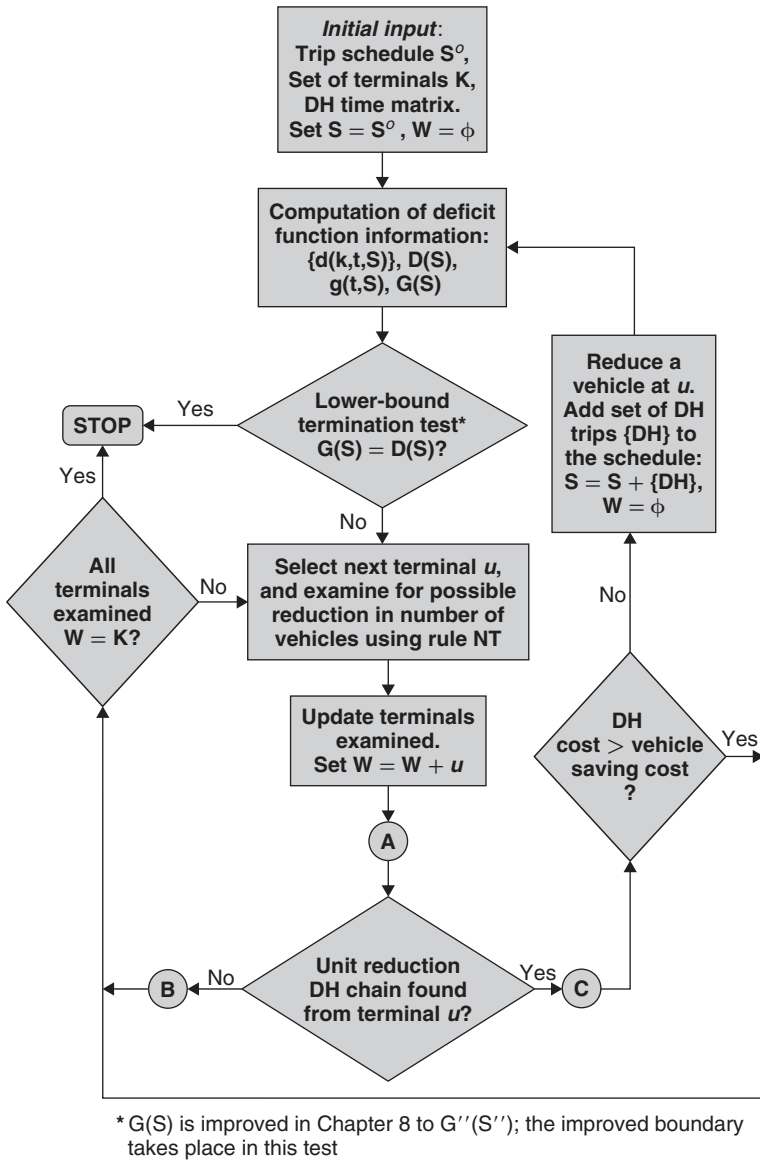 Initial input:
Trip schedule Sᵒ,
Set of terminals K,
DH time matrix.
Set S = Sᵒ , W = ϕ
Computation of deficit
function information:
{d(k,t,S)}, D(S),
g(t,S), G(S)
Lower-bound
termination test*
G(S) = D(S)?
Yes
STOP
Yes
No
All
terminals
examined
W = K?
No
Select next terminal u,
and examine for possible
reduction in number of
vehicles using rule NT
Update terminals
examined.
Set W = W + u
A
Unit reduction
DH chain found
from terminal u?
No
B
Yes
C
DH
cost > vehicle
saving cost
?
Yes
No
Reduce a
vehicle at u.
Add set of DH
trips {DH} to
the schedule:
S = S + {DH},
W = ϕ
* G(S) is improved in Chapter 8 to G′′(S′′); the improved boundary
takes place in this test